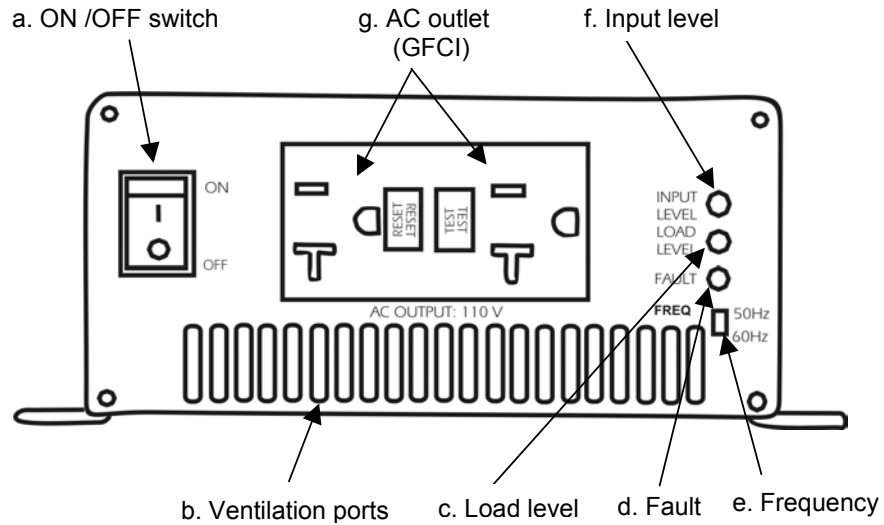 a. ON /OFF switch
g. AC outlet
(GFCI)
f. Input level
ON
I
OFF
RESET
RESET
TEST
TEST
INPUT
LEVEL
LOAD
LEVEL
FAULT
AC OUTPUT: 110 V
FREQ
50Hz
60Hz
b. Ventilation ports
c. Load level
d. Fault
e. Frequency